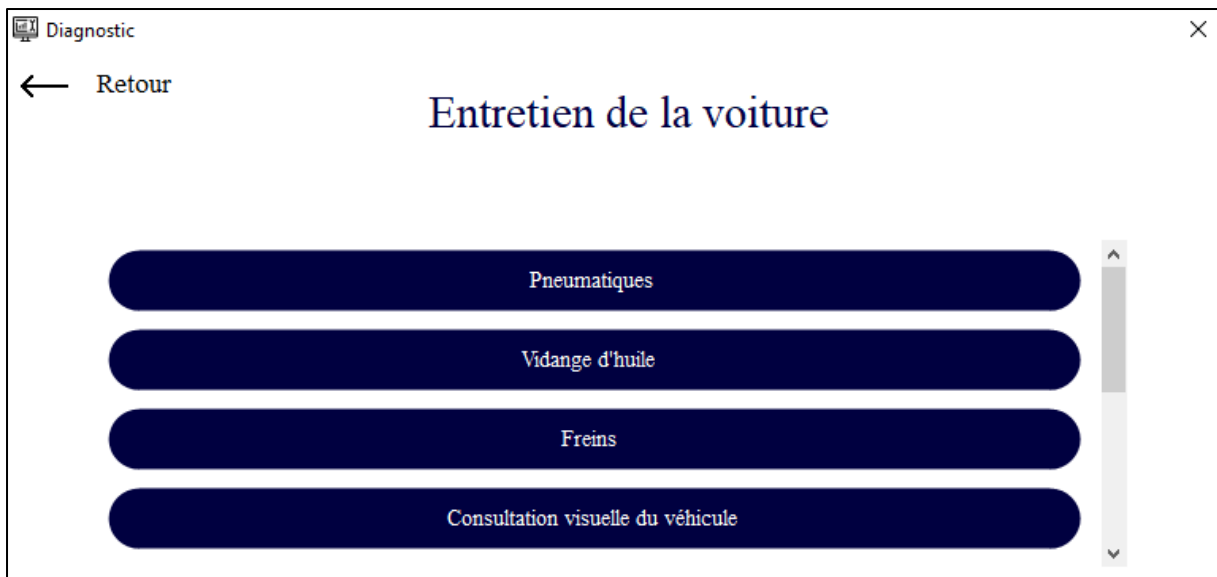 Diagnostic
Retour
Entretien de la voiture
Pneumatiques
Vidange d'huile
Freins
Consultation visuelle du véhicule